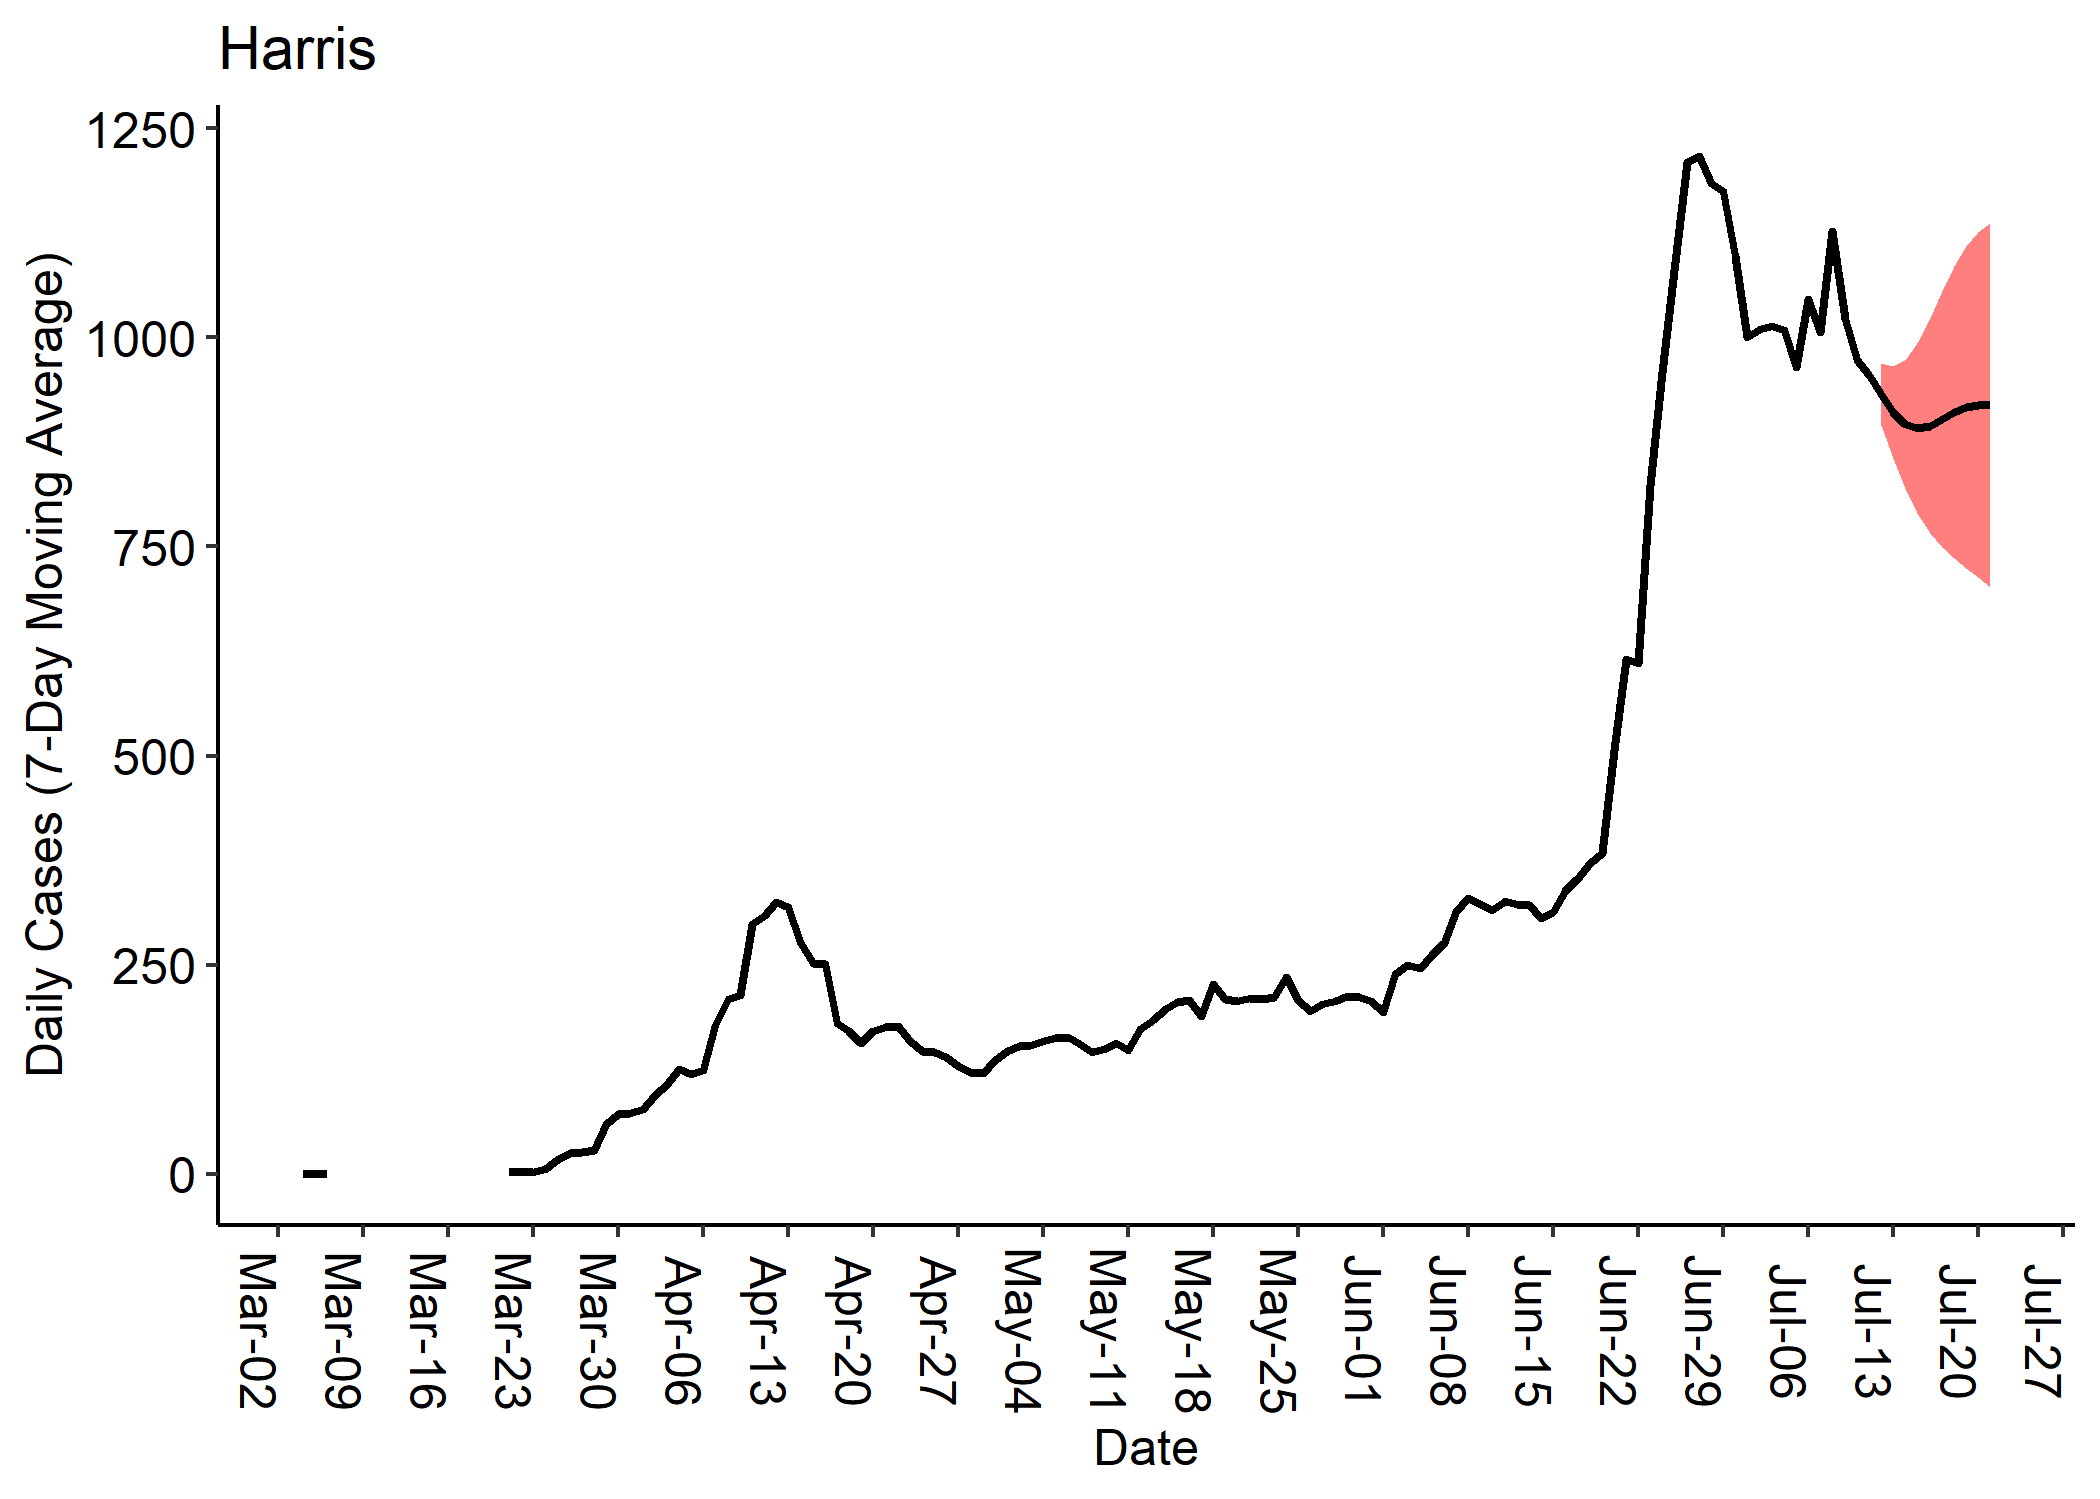 Harris
Daily Cases (7-Day Moving Average)
1250
1000
750
500
250
0
Mar-02
Mar-09
Mar-16
Mar-23
Mar-30
Apr-06
Apr-13
Apr-20
Apr-27
May-04
May-11
May-18
May-25
Jun-01
Jun-08
Jun-15
Jun-22
Jun-29
Jul-06
Jul-13
Jul-20
Jul-27
Date